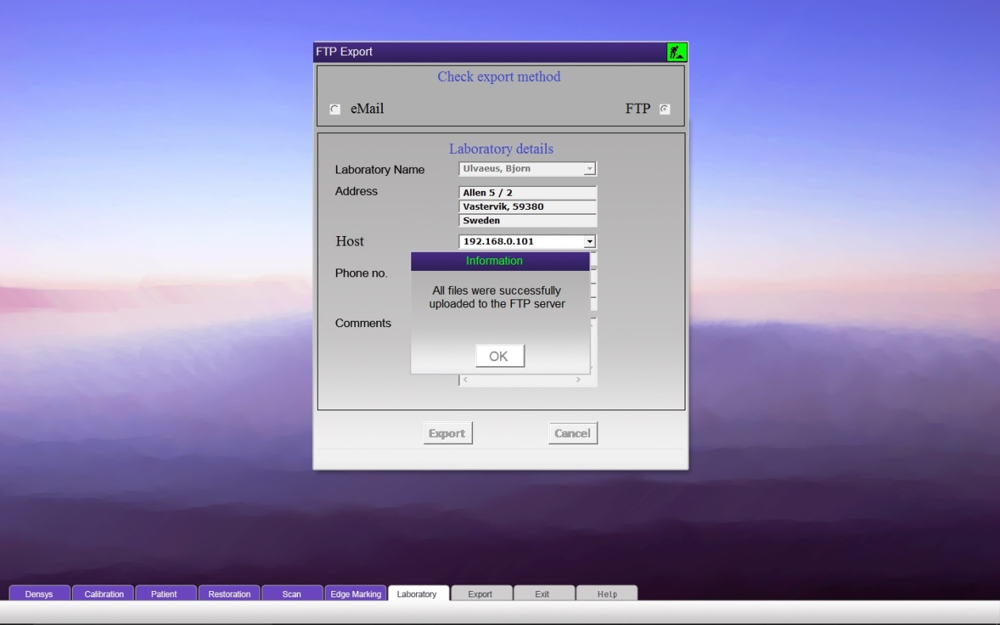 FTP Export
Check export method
eMail
FTP
Laboratory details
Laboratory Name
Ulvaeus, Bjorn
Address
Allen 5 / 2
Vastervik, 59380
Sweden
Host
192.168.0.101
Information
Phone no.
All files were successfully
uploaded to the FTP server
Comments
OK
Export
Cancel
Densys
Calibration
Patient
Restoration
Scan
Edge Marking
Laboratory
Export
Exit
Help